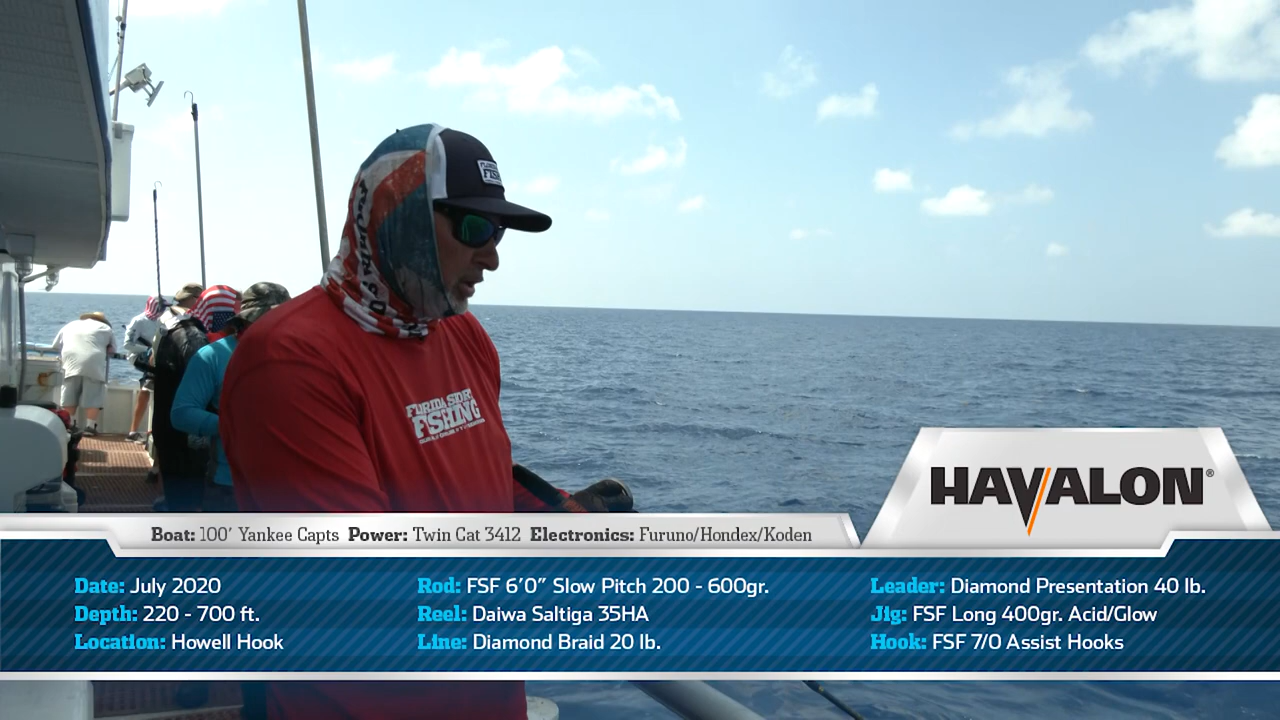 FISH
FLORIDA SPORT
FISHING
HAVALON®
Boat: 100′ Yankee Capts Power: Twin Cat 3412 Electronics: Furuno/Hondex/Koden
Date: July 2020
Depth: 220 - 700 ft.
Location: Howell Hook
Rod: FSF 6′0″ Slow Pitch 200 - 600gr.
Reel: Daiwa Saltiga 35HA
Line: Diamond Braid 20 lb.
Leader: Diamond Presentation 40 lb.
Jig: FSF Long 400gr. Acid/Glow
Hook: FSF 7/0 Assist Hooks